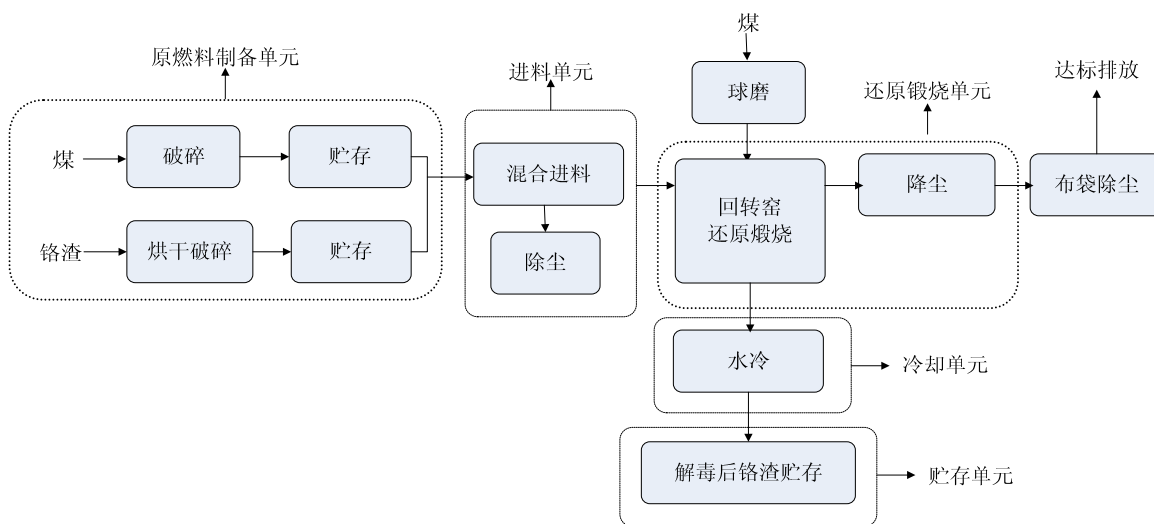 煤
原燃料制备单元
进料单元
达标排放
还原锻烧单元
球磨
煤
破碎
贮存
混合进料
回转窑
还原煅烧
降尘
布袋除尘
铬渣
烘干破碎
贮存
除尘
水冷
冷却单元
解毒后铬渣贮存
贮存单元